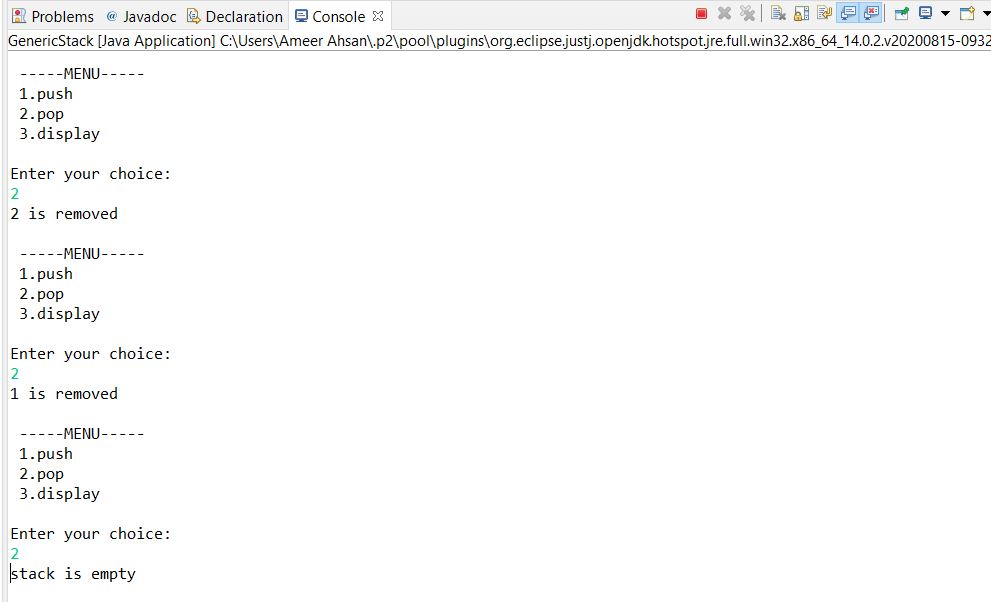 Problems @ Javadoc Declaration Console
GenericStack [Java Application] C:\Users\Ameer Ahsan\.p2\pool\plugins\org.eclipse.justj.openjdk.hotspot.jre.full.win32.x86_64_14.0.2.v20200815-0932
-----MENU-----
1.push
2.pop
3.display
Enter your choice:
2
2 is removed
-----MENU-----
1.push
2.pop
3.display
Enter your choice:
2
1 is removed
-----MENU-----
1.push
2.pop
3.display
Enter your choice:
2
stack is empty